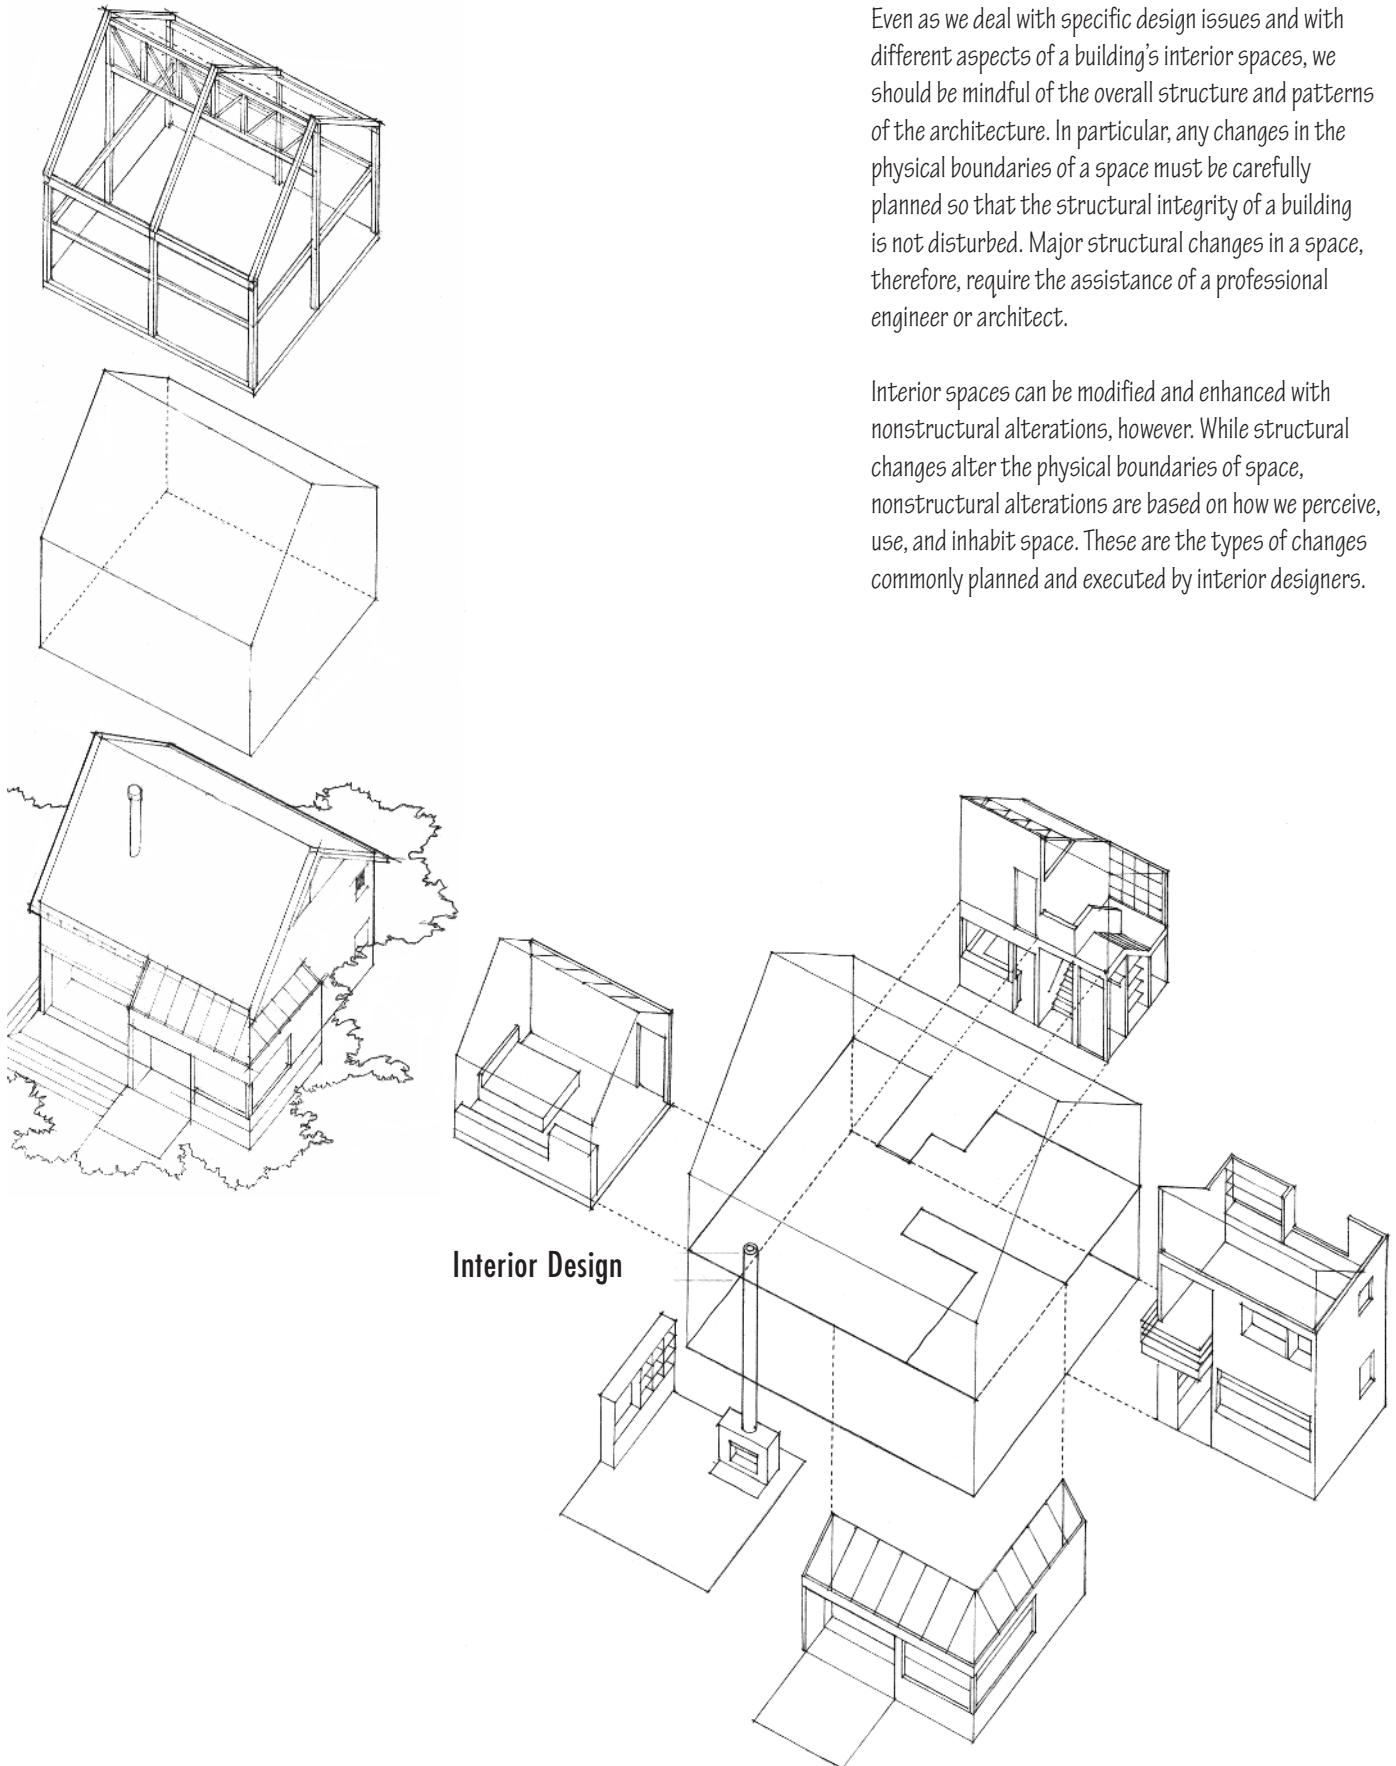 Even as we deal with specific design issues and with
different aspects of a building’s interior spaces, we
should be mindful of the overall structure and patterns
of the architecture. In particular, any changes in the
physical boundaries of a space must be carefully
planned so that the structural integrity of a building
is not disturbed. Major structural changes in a space,
therefore, require the assistance of a professional
engineer or architect.
Interior spaces can be modified and enhanced with
nonstructural alterations, however. While structural
changes alter the physical boundaries of space,
nonstructural alterations are based on how we perceive,
use, and inhabit space. These are the types of changes
commonly planned and executed by interior designers.
Interior Design